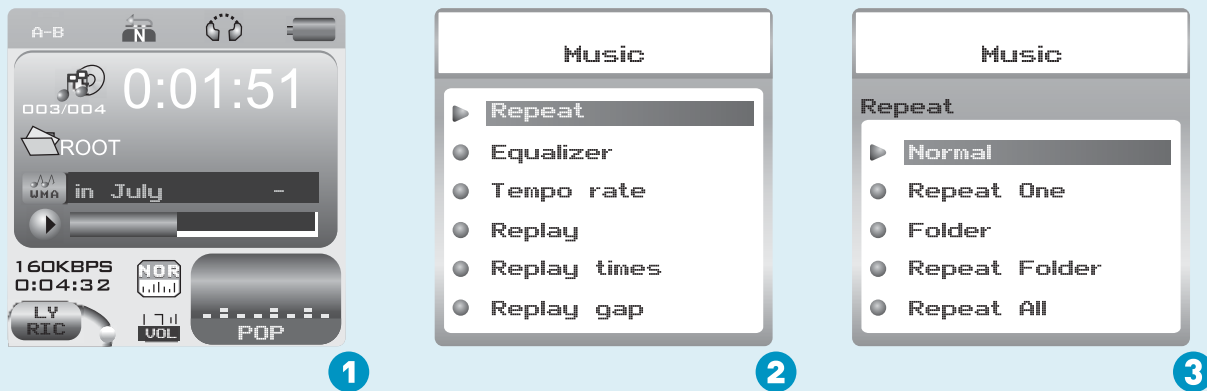 A-B
N
003/004
0:01:51
ROOT
WMA
in July -
160KBPS
0:04:32
NOR
LY
RIC
VOL
POP
1
Music
Repeat
Equalizer
Tempo rate
Replay
Replay times
Replay gap
2
Music
Repeat
Normal
Repeat One
Folder
Repeat Folder
Repeat All
3